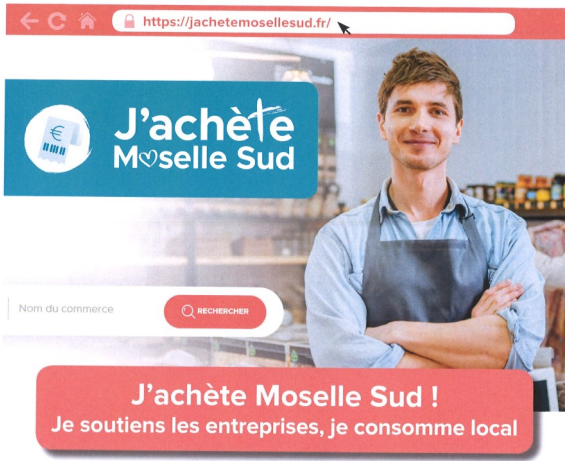 https://jachetemosellesud.fr/
J'achète
Moselle Sud
Nom du commerce
RECHERCHER
J'achète Moselle Sud !
Je soutiens les entreprises, je consomme local